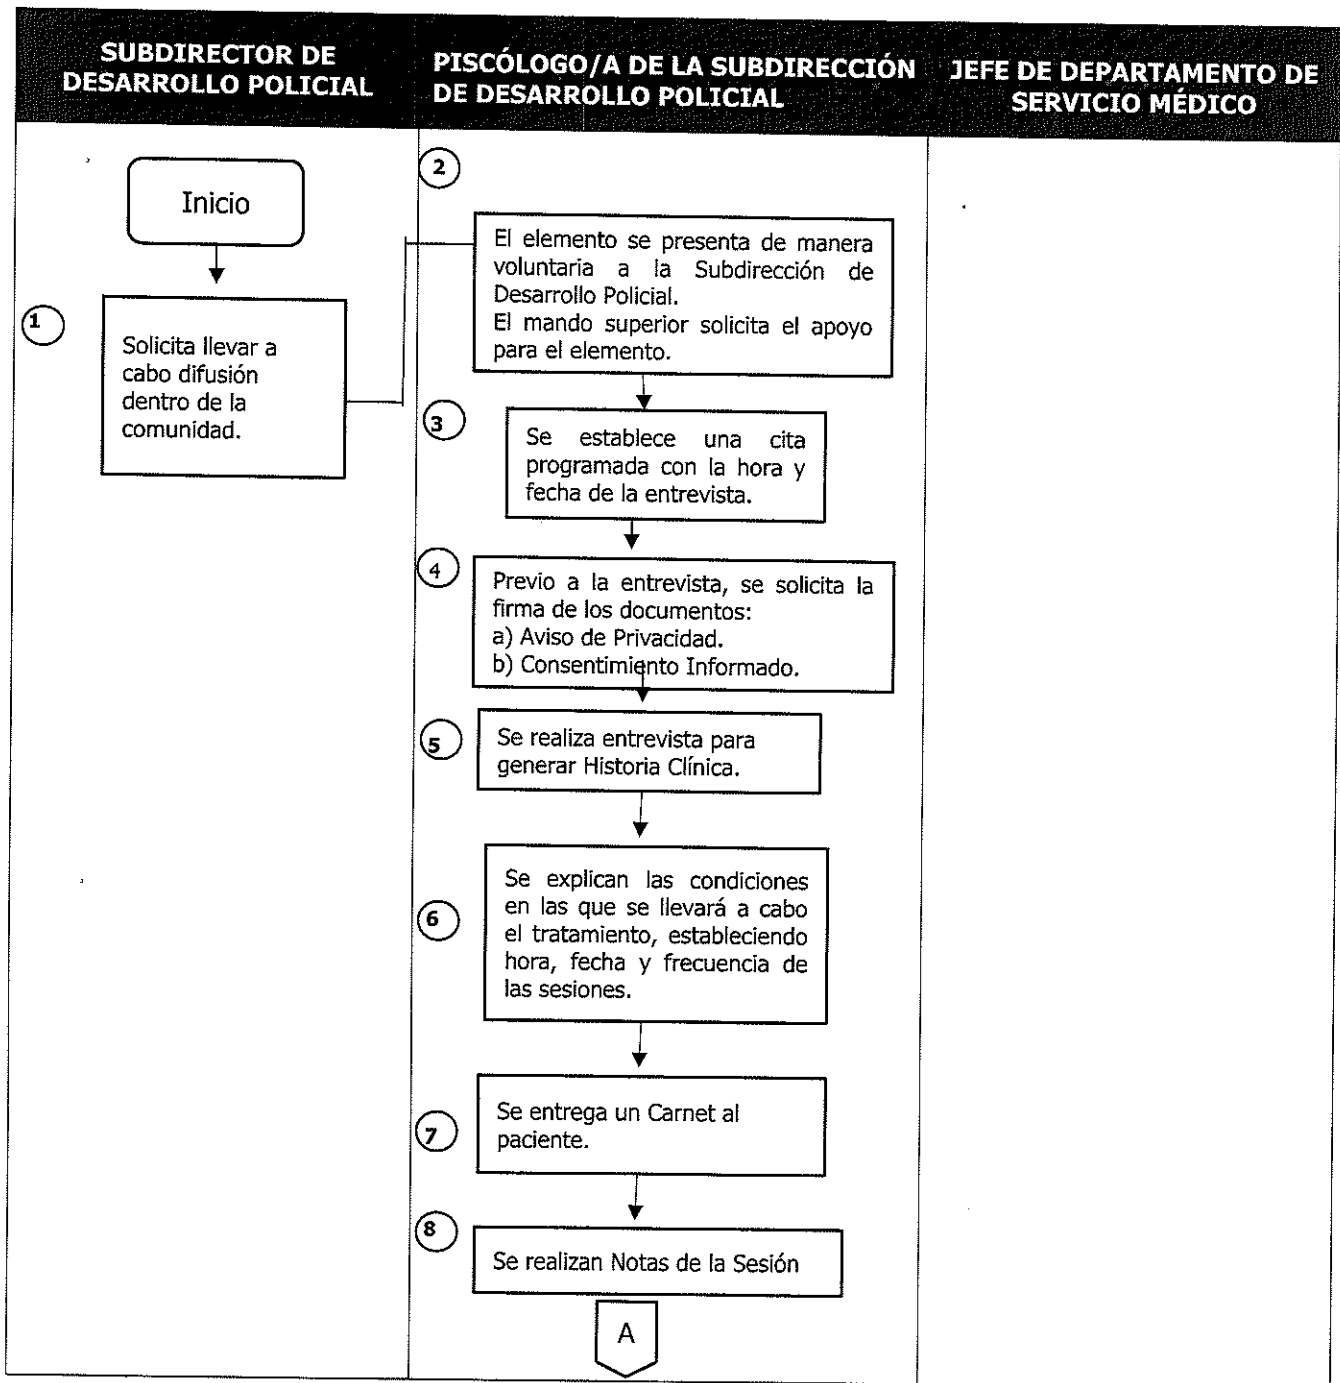 SUBDIRECTOR DE
DESARROLLO POLICIAL
PISCÓLOGO/A DE LA SUBDIRECCIÓN
DE DESARROLLO POLICIAL
JEFE DE DEPARTAMENTO DE
SERVICIO MÉDICO
Inicio
1
Solicita llevar a
cabo difusión
dentro de la
comunidad.
2
El elemento se presenta de manera
voluntaria a la Subdirección de
Desarrollo Policial.
El mando superior solicita el apoyo
para el elemento.
3
Se establece una cita
programada con la hora y
fecha de la entrevista.
4
Previo a la entrevista, se solicita la
firma de los documentos:
a) Aviso de Privacidad.
b) Consentimiento Informado.
5
Se realiza entrevista para
generar Historia Clínica.
6
Se explican las condiciones
en las que se llevará a cabo
el tratamiento, estableciendo
hora, fecha y frecuencia de
las sesiones.
7
Se entrega un Carnet al
paciente.
8
Se realizan Notas de la Sesión
A